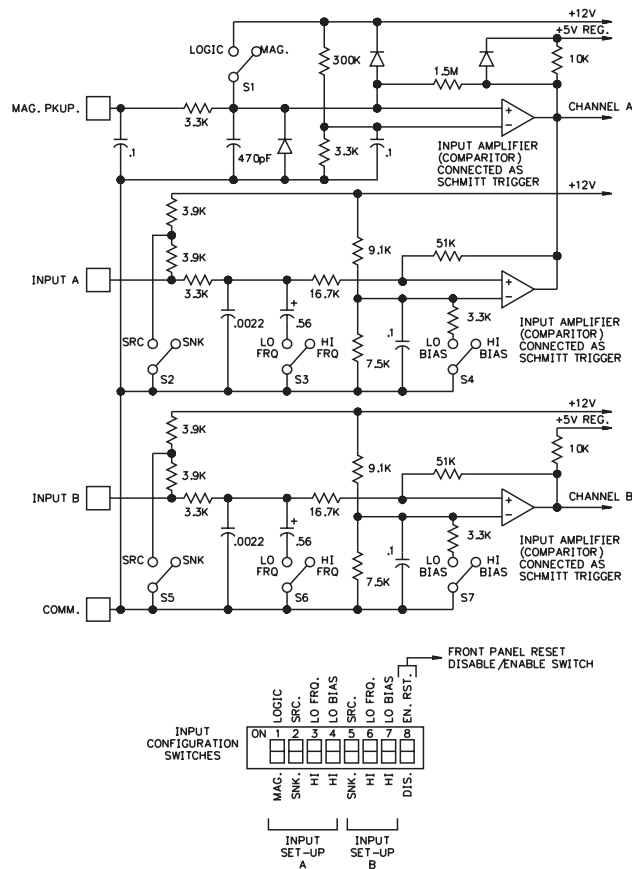 +12V
+5V REG.
LOGIC
MAG.
S1
300K
1.5M
10K
MAG. PKUP.
3.3K
CHANNEL A
.1
470pF
3.3K
.1
INPUT AMPLIFIER
(COMPARITOR)
CONNECTED AS
SCHMITT TRIGGER
+12V
3.9K
3.9K
9.1K
51K
INPUT A
3.3K
16.7K
.0022
+
.56
.1
3.3K
SRC
SNK
LO
FRQ
HI
FRQ
7.5K
LO
BIAS
HI
BIAS
S2
S3
S4
INPUT AMPLIFIER
(COMPARITOR)
CONNECTED AS
SCHMITT TRIGGER
+12V
+5V REG.
3.9K
3.9K
9.1K
51K
10K
INPUT B
3.3K
16.7K
CHANNEL B
.0022
+
.56
.1
3.3K
SRC
SNK
LO
FRQ
HI
FRQ
7.5K
LO
BIAS
HI
BIAS
S5
S6
S7
INPUT AMPLIFIER
(COMPARITOR)
CONNECTED AS
SCHMITT TRIGGER
COMM.
FRONT PANEL RESET
DISABLE/ENABLE SWITCH
LOGIC
SRC.
LO FRQ.
LO BIAS
SRC.
LO FRQ.
LO BIAS
EN. RST.
INPUT
CONFIGURATION
SWITCHES
ON 1 2 3 4 5 6 7 8
MAG.
SNK.
HI
HI
SNK.
HI
HI
DIS.
INPUT
SET-UP
A
INPUT
SET-UP
B